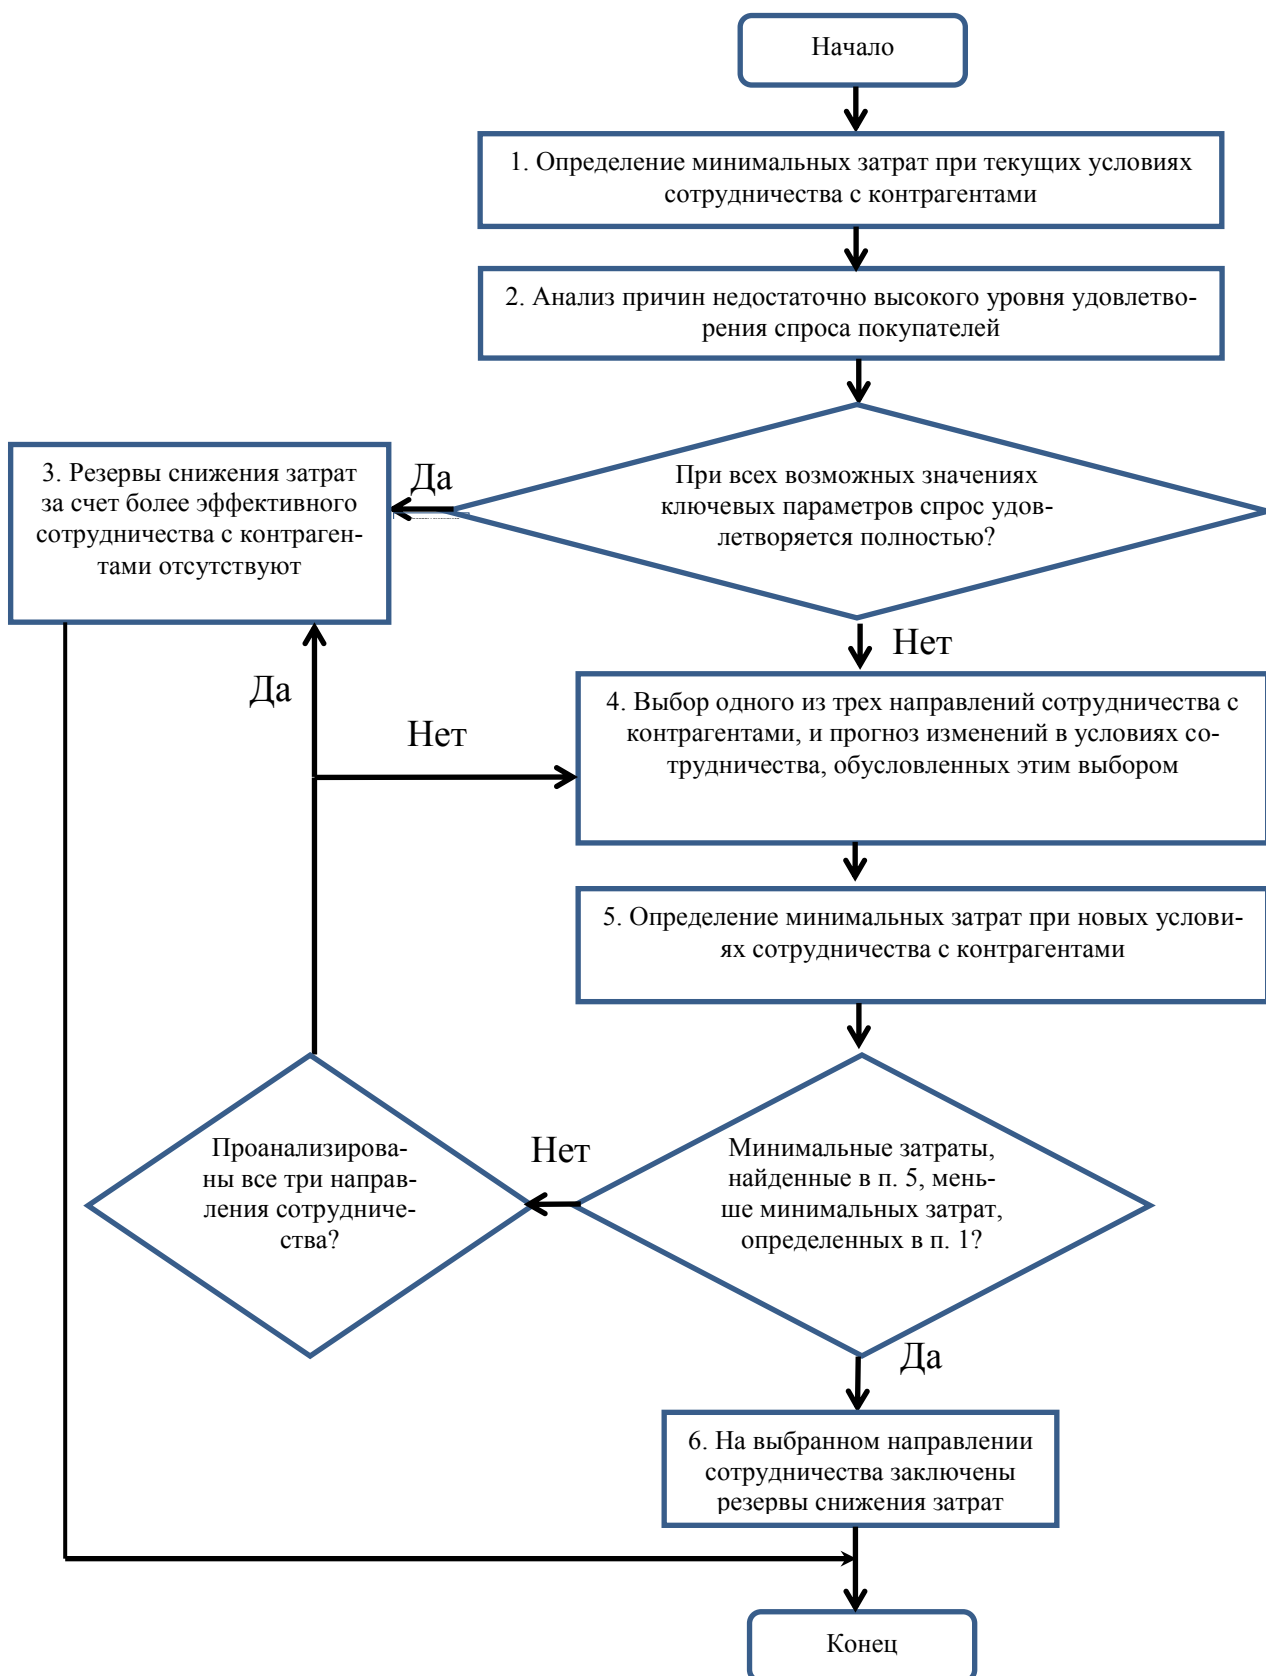 Начало
1. Определение минимальных затрат при текущих условиях
сотрудничества с контрагентами
2. Анализ причин недостаточно высокого уровня удовлетво-
рения спроса покупателей
При всех возможных значениях
ключевых параметров спрос удов-
летворяется полностью?
Да
3. Резервы снижения затрат
за счет более эффективного
сотрудничества с контраген-
тами отсутствуют
Нет
Да
Нет
4. Выбор одного из трех направлений сотрудничества с
контрагентами, и прогноз изменений в условиях со-
трудничества, обусловленных этим выбором
5. Определение минимальных затрат при новых услови-
ях сотрудничества с контрагентами
Минимальные затраты,
найденные в п. 5, мень-
ше минимальных затрат,
определенных в п. 1?
Нет
Проанализирова-
ны все три направ-
ления сотрудниче-
ства?
Да
6. На выбранном направлении
сотрудничества заключены
резервы снижения затрат
Конец